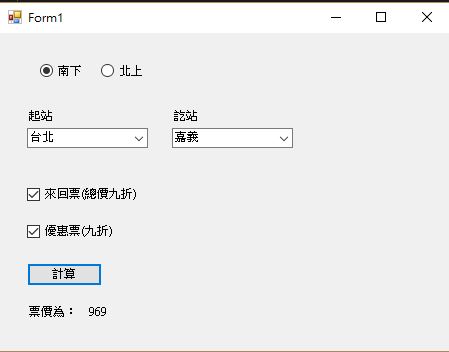 Form1
南下 北上
起站 訖站
台北 嘉義
來回票(總價九折)
優惠票(九折)
計算
票價為： 969